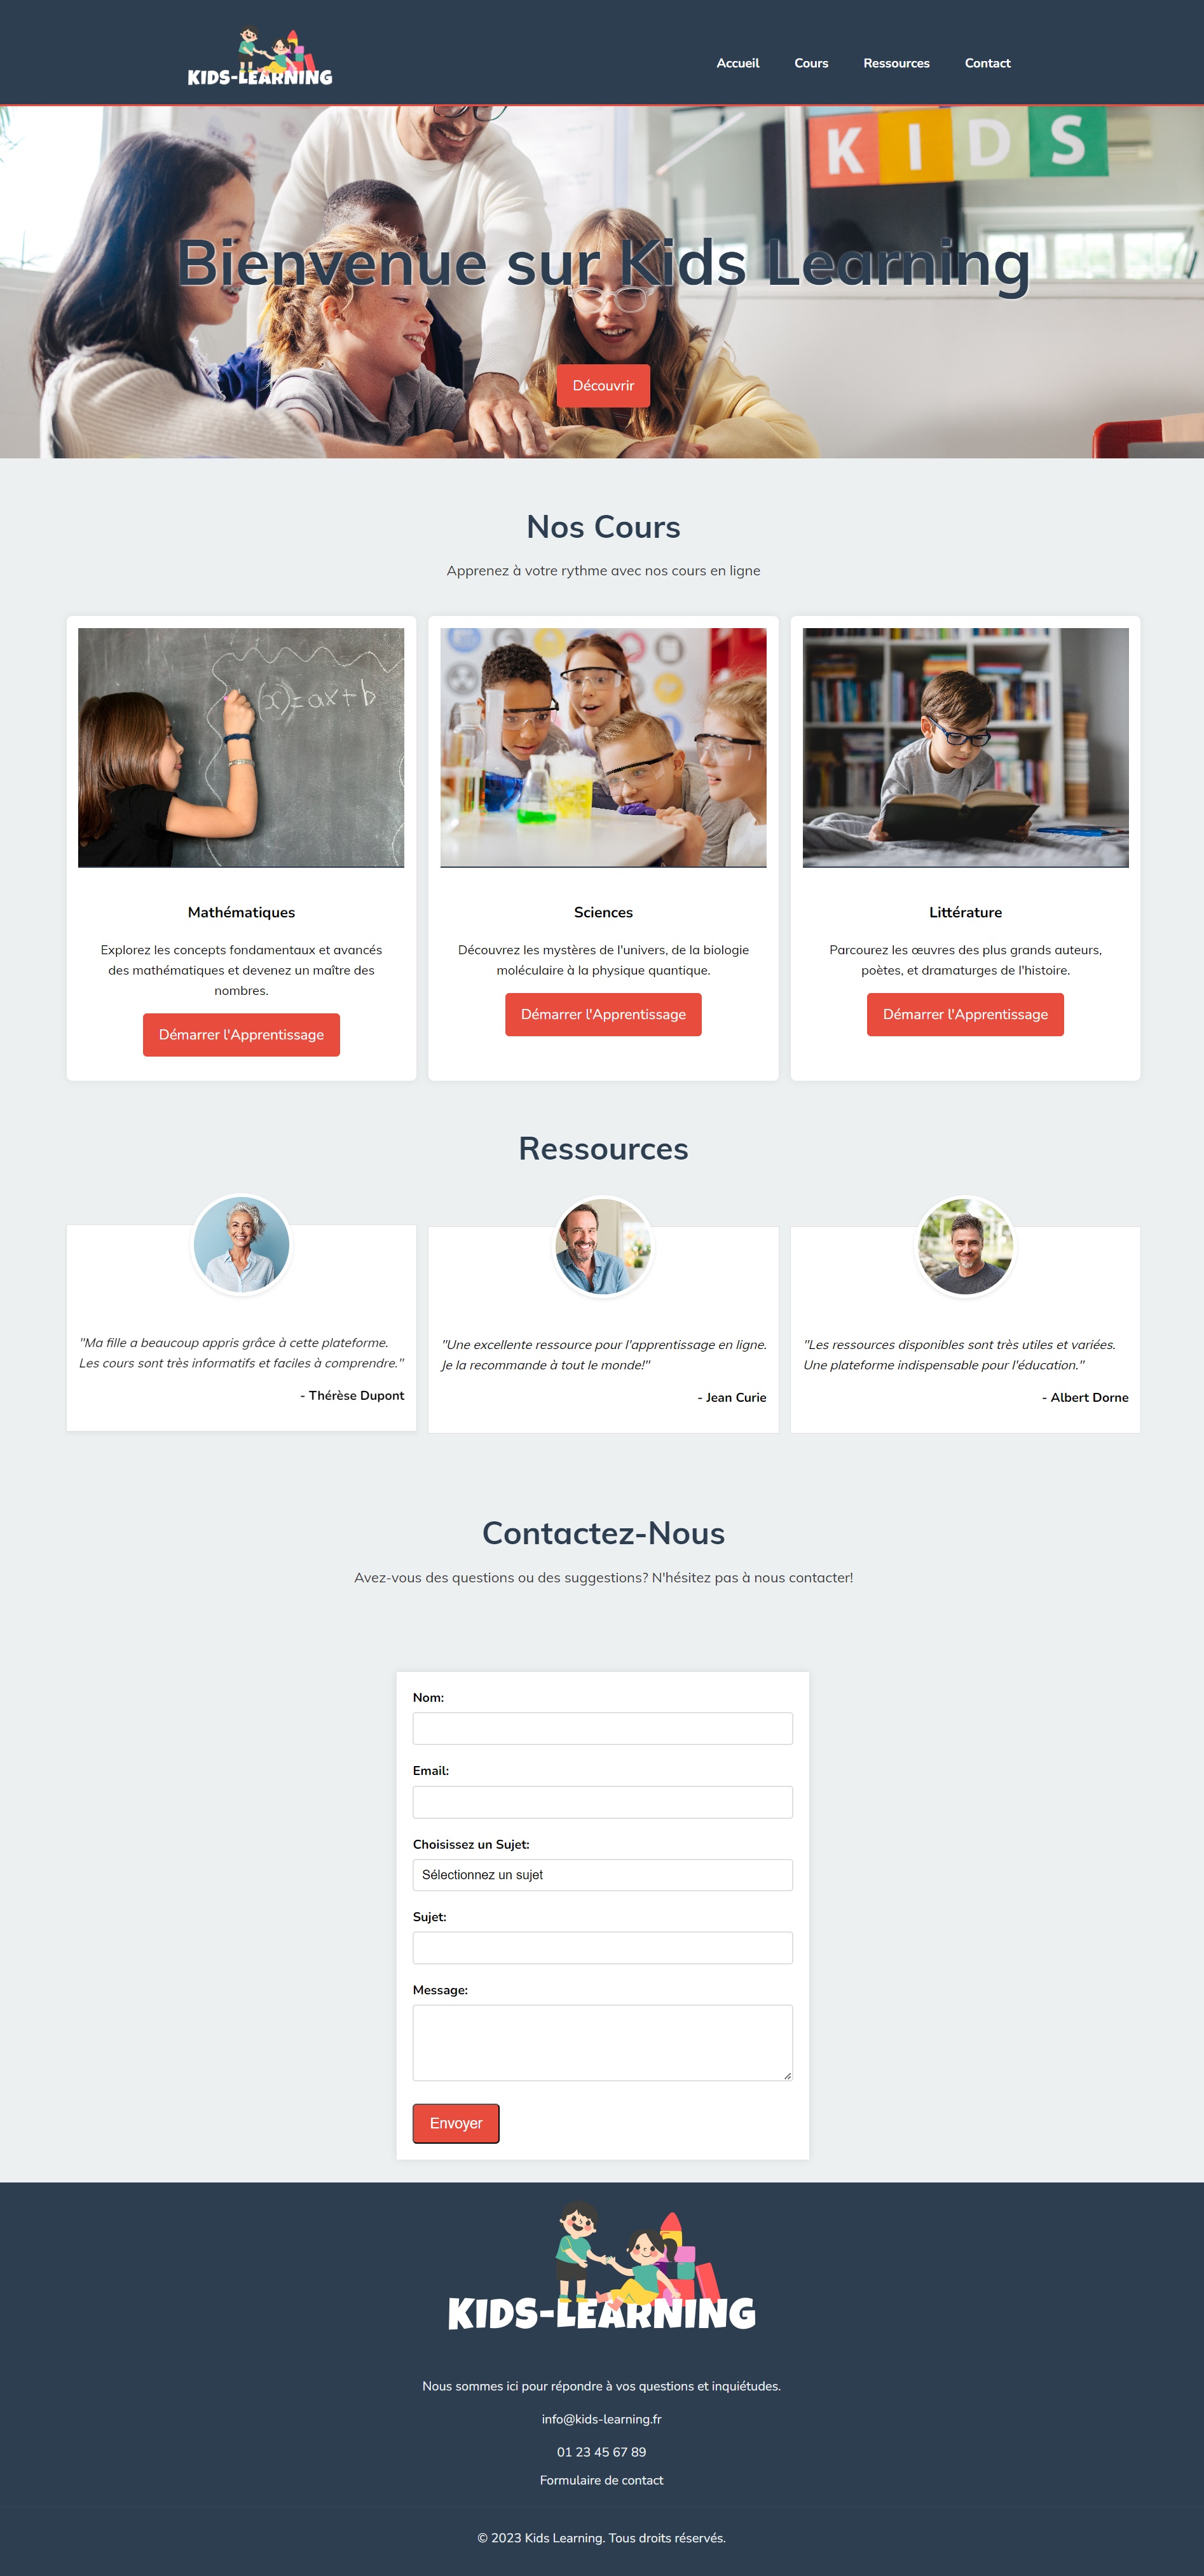 KIDS-LEARNING
Accueil Cours Ressources Contact
KIDS
Bienvenue sur Kids Learning
Découvrir
Nos Cours
Apprenez à votre rythme avec nos cours en ligne
(x)=ax+b
Mathématiques
Explorez les concepts fondamentaux et avancés
des mathématiques et devenez un maître des
nombres.
Démarrer l'Apprentissage
Sciences
Découvrez les mystères de l'univers, de la biologie
moléculaire à la physique quantique.
Démarrer l'Apprentissage
Littérature
Parcourez les œuvres des plus grands auteurs,
poètes, et dramaturges de l'histoire.
Démarrer l'Apprentissage
Ressources
"Ma fille a beaucoup appris grâce à cette plateforme.
Les cours sont très informatifs et faciles à comprendre."
- Thérèse Dupont
"Une excellente ressource pour l'apprentissage en ligne.
Je la recommande à tout le monde!"
- Jean Curie
"Les ressources disponibles sont très utiles et variées.
Une plateforme indispensable pour l'éducation."
- Albert Dorne
Contactez-Nous
Avez-vous des questions ou des suggestions? N'hésitez pas à nous contacter!
Nom:
Email:
Choisissez un Sujet:
Sélectionnez un sujet
Sujet:
Message:
Envoyer
KIDS-LEARNING
Nous sommes ici pour répondre à vos questions et inquiétudes.
info@kids-learning.fr
01 23 45 67 89
Formulaire de contact
© 2023 Kids Learning. Tous droits réservés.